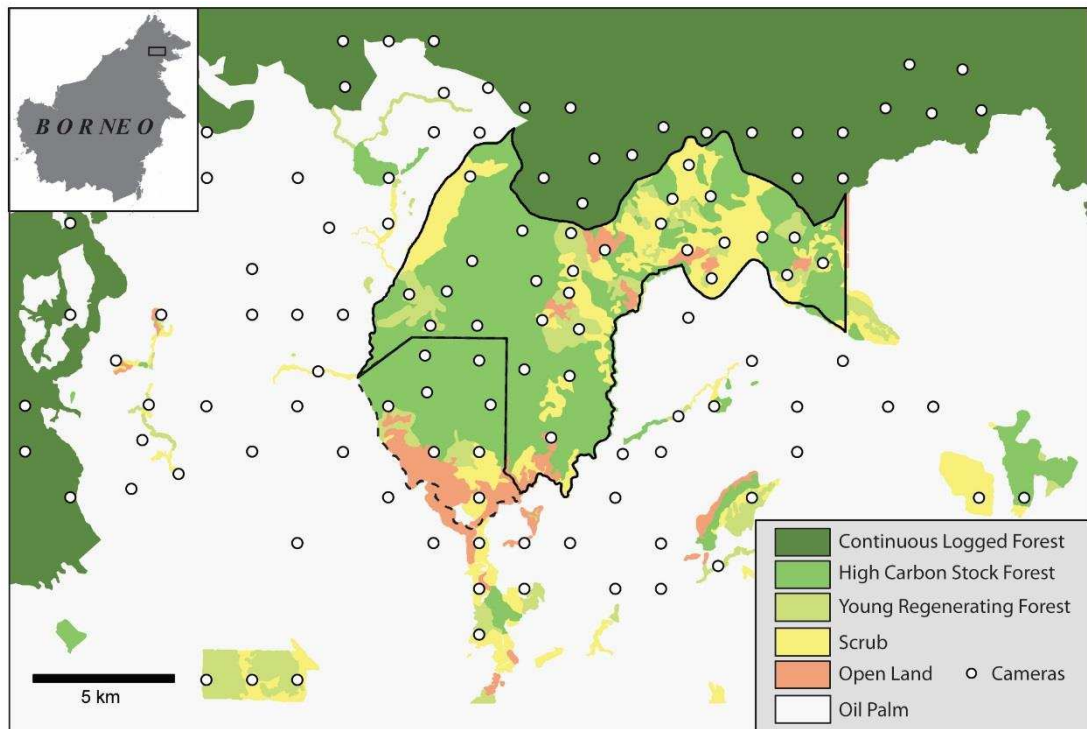 BORNEO
Continuous Logged Forest
High Carbon Stock Forest
Young Regenerating Forest
Scrub
Open Land
Cameras
Oil Palm
5 km